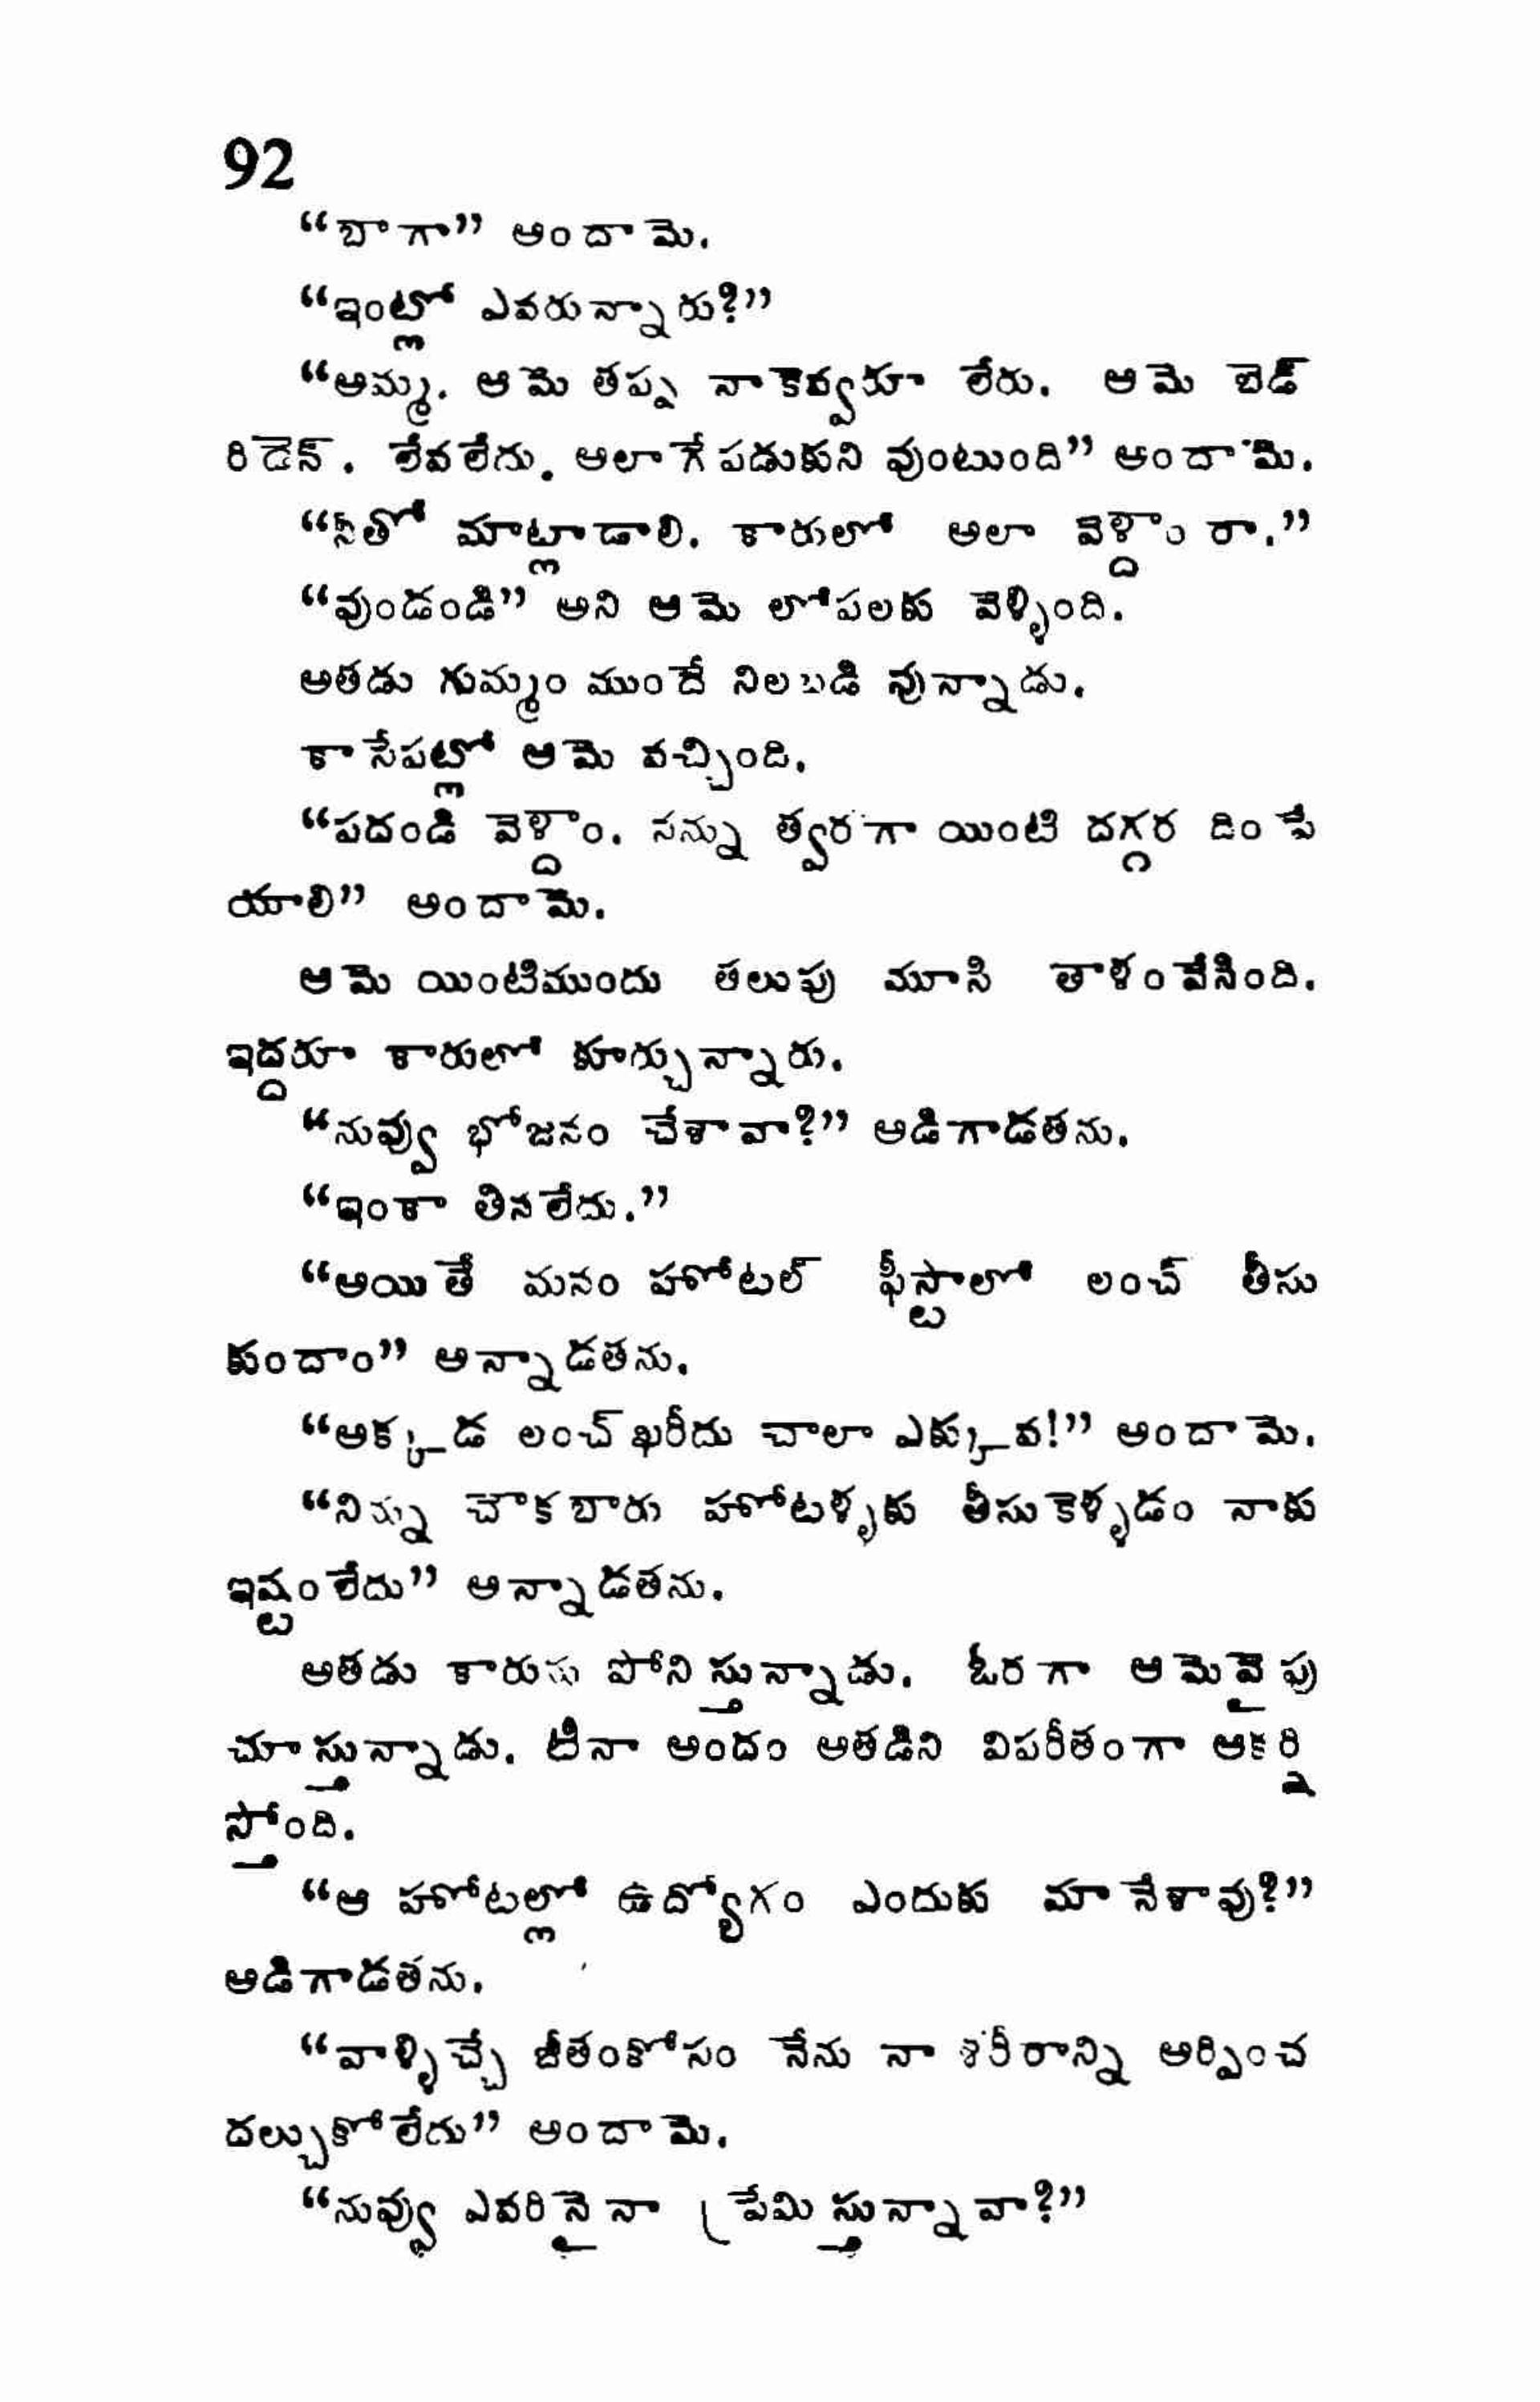 92
“బాగా” అందామె.
“ఇంట్లో ఎవరున్నారు?”
“అమ్మ. ఆమె తప్ప నాకెర్వరూ లేరు. ఆమె బెడ్
రిడెన్. లేవలేదు. అలాగే పడుకుని వుంటుంది” అందామె.
“నీతో మాట్లాడాలి. కారులో అలా వెళ్దాం రా.”
“వుండండి” అని ఆమె లోపలకు వెళ్ళింది.
అతడు గుమ్మం ముందే నిలబడి వున్నాడు.
కాసేపట్లో ఆమె వచ్చింది.
“పదండి వెళ్దాం. నన్ను త్వరగా యింటి దగ్గర దింపే
యాలి” అందామె.
ఆమె యింటిముందు తలుపు మూసి తాళంవేసింది.
ఇద్దరూ కారులో కూర్చున్నారు.
“నువ్వు భోజనం చేశావా?” అడిగాడతను.
“ఇంకా తినలేదు.”
“అయితే మనం హోటల్ ఫీస్టాలో లంచ్ తీసు
కుందాం” అన్నాడతను.
“అక్కడ లంచ్ ఖరీదు చాలా ఎక్కువ!” అందామె.
“నిన్ను చౌకబారు హోటళ్ళకు తీసుకెళ్ళడం నాకు
ఇష్టంలేదు” అన్నాడతను.
అతడు కారును పోనిస్తున్నాడు. ఓరగా ఆమెవైపు
చూస్తున్నాడు. టీనా అందం అతడిని విపరీతంగా ఆకర్షి
స్తోంది.
“ఆ హోటల్లో ఉద్యోగం ఎందుకు మానేశావు?”
అడిగాడతను.
“వాళ్ళిచ్చే జీతంకోసం నేను నా శరీరాన్ని అర్పించ
దల్చుకోలేదు” అందామె.
“నువ్వు ఎవరినైనా ప్రేమిస్తున్నావా?”